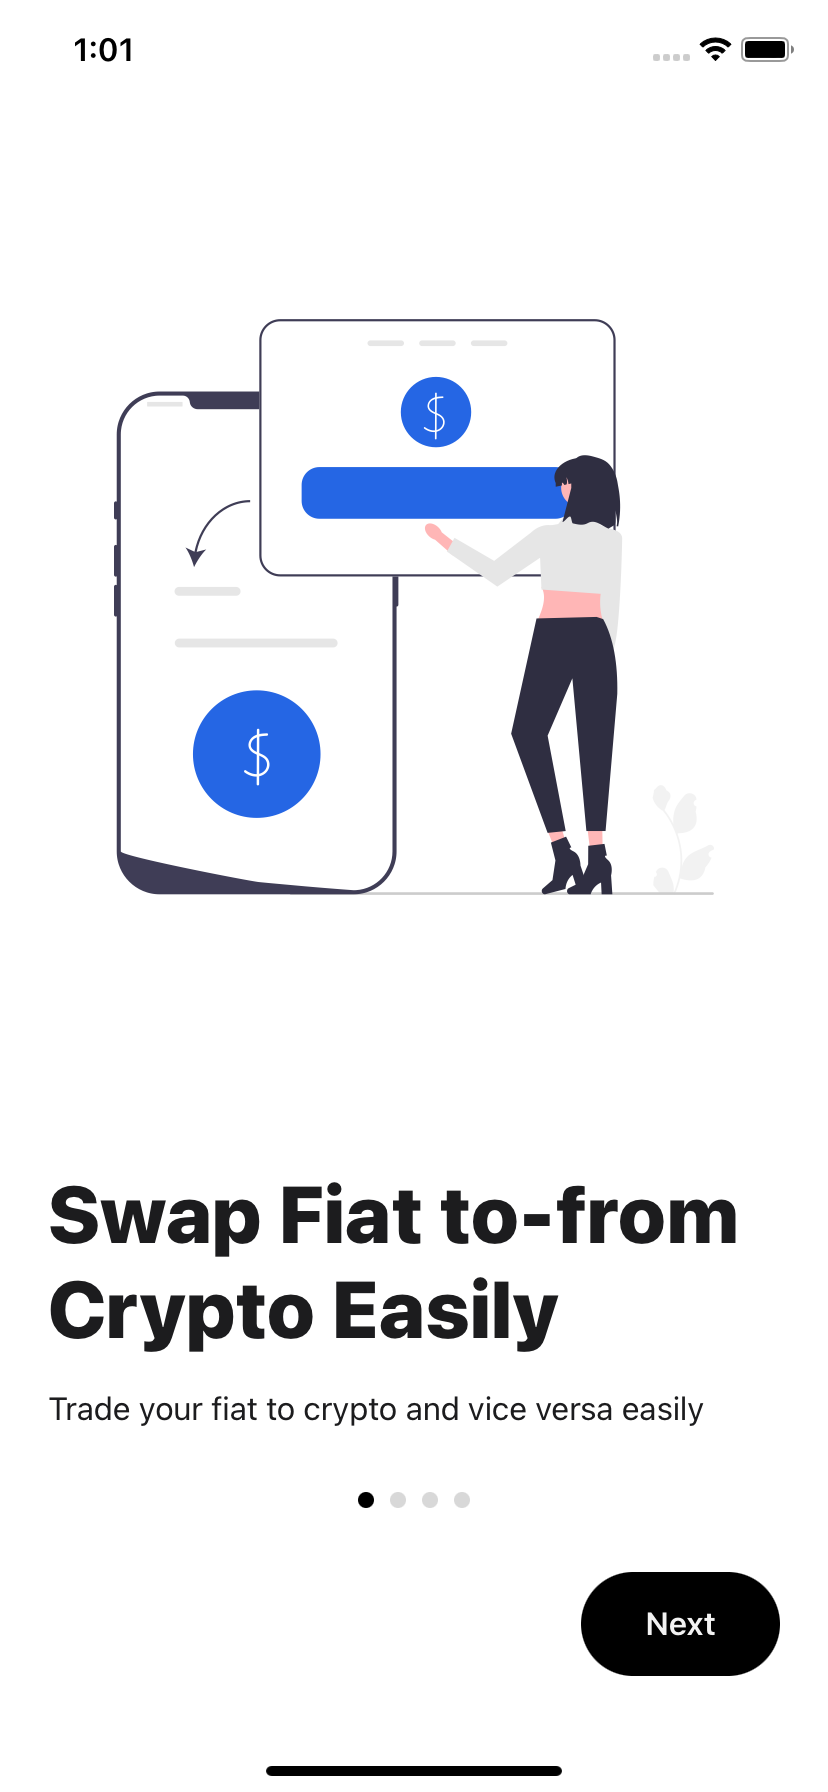 1:01
$
$
Swap Fiat to-from
Crypto Easily
Trade your fiat to crypto and vice versa easily
Next